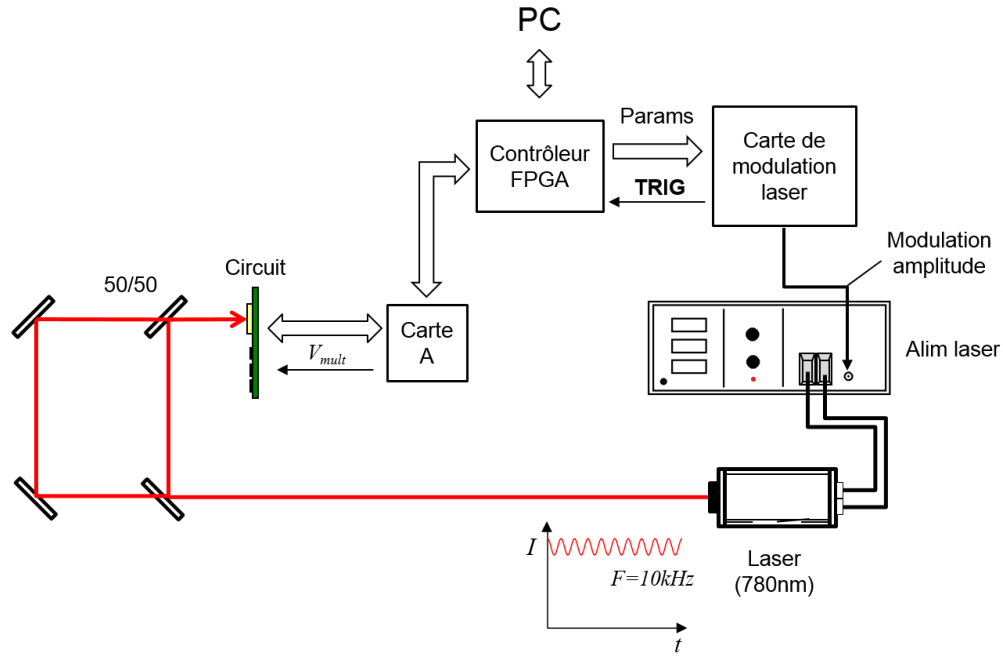 PC
Params
Contrôleur
FPGA
TRIG
Carte de
modulation
laser
Modulation
amplitude
50/50
Circuit
V_mult
Carte
A
Alim laser
I
F=10kHz
t
Laser
(780nm)